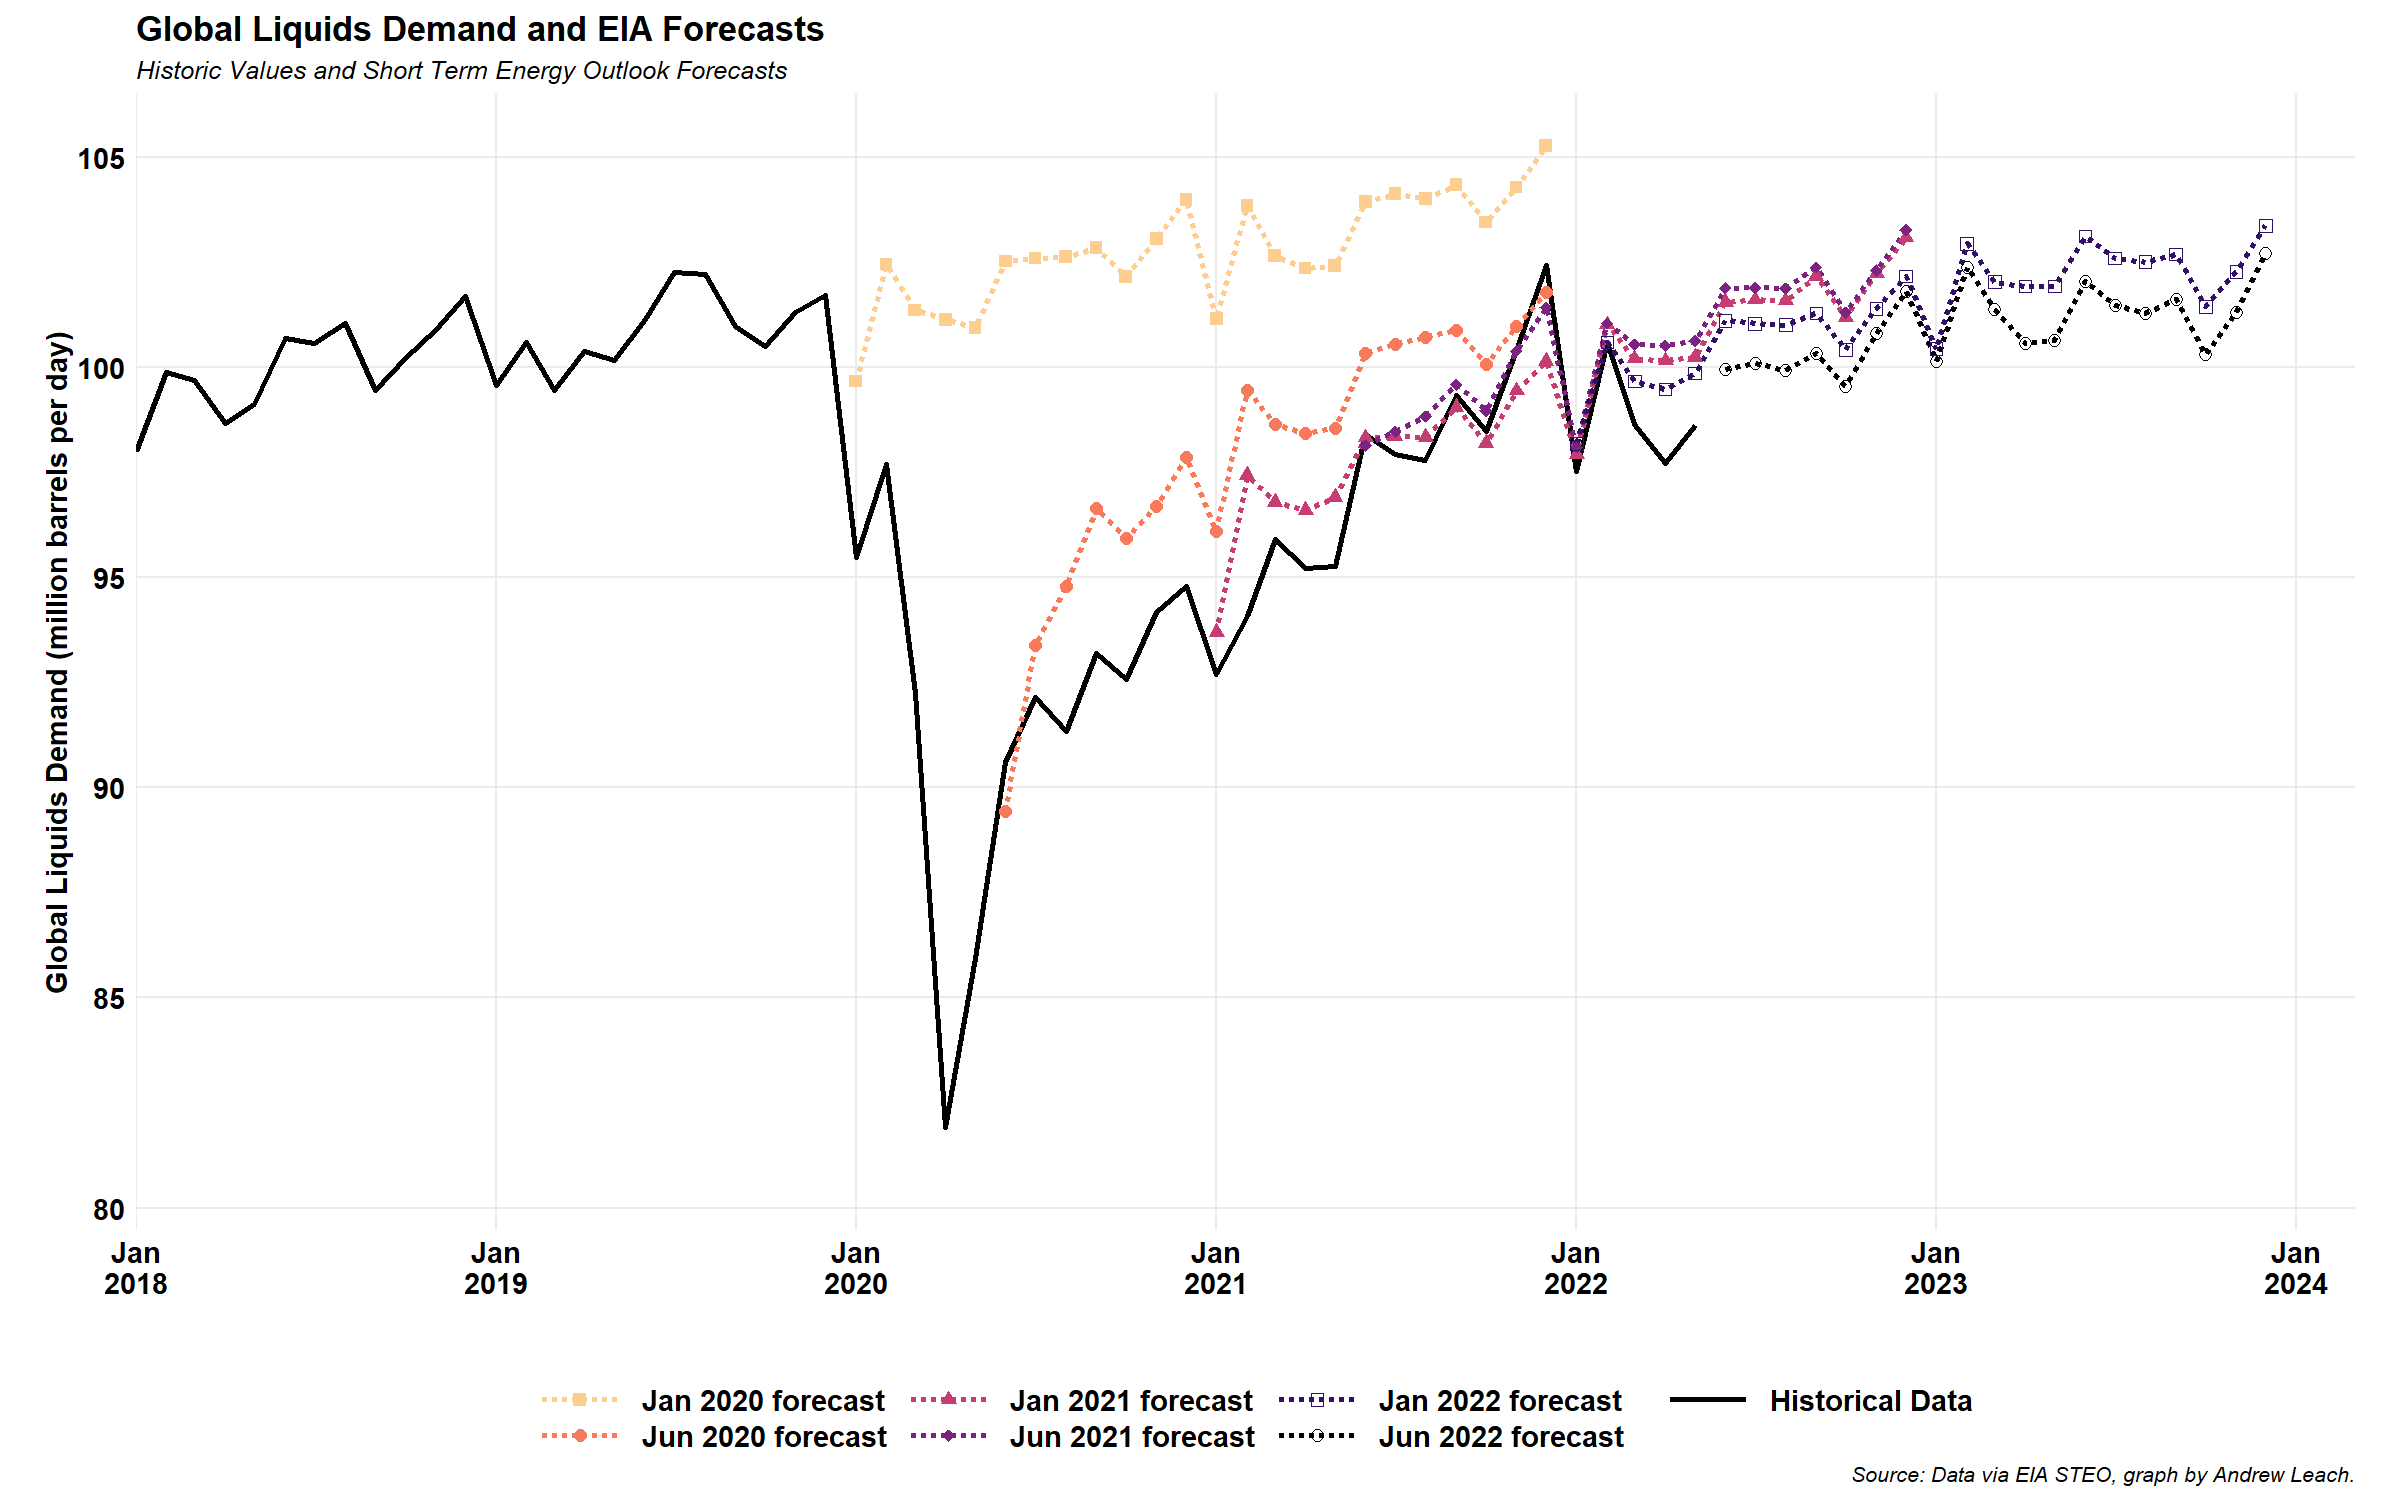 Global Liquids Demand and EIA Forecasts
Historic Values and Short Term Energy Outlook Forecasts
Global Liquids Demand (million barrels per day)
105
100
95
90
85
80
Jan
2018
Jan
2019
Jan
2020
Jan
2021
Jan
2022
Jan
2023
Jan
2024
Jan 2020 forecast
Jun 2020 forecast
Jan 2021 forecast
Jun 2021 forecast
Jan 2022 forecast
Jun 2022 forecast
Historical Data
Source: Data via EIA STEO, graph by Andrew Leach.